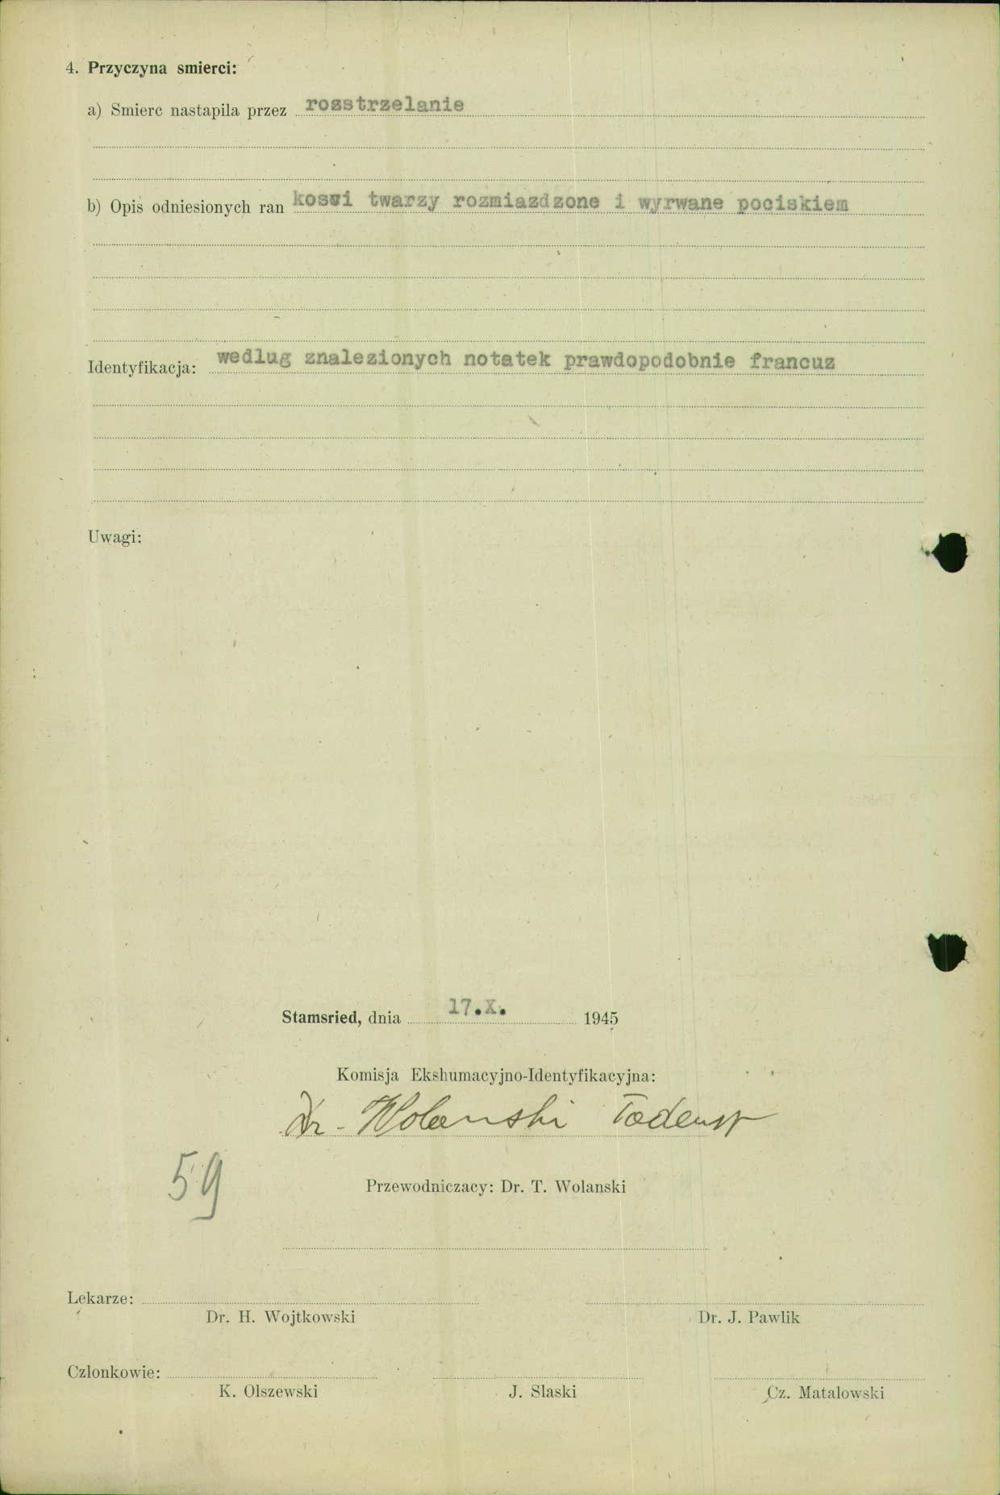 4. Przyczyna smierci:
a) Smierc nastapila przez rosstrzelanie
b) Opis odniesionych ran koswi twarzy rozmiazdzone i wyrwane pociskiem
Identyfikacja: wedlug znalezionych notatek prawdopodobnie francuz
Uwagi:
Stamsried, dnia 17.X. 1945
Komisja Ekshumacyjno-Identyfikacyjna:
Dr. Wolanski Tadeusz
59
Przewodniczacy: Dr. T. Wolanski
Lekarze:
Dr. H. Wojtkowski Dr. J. Pawlik
Czlonkowie:
K. Olszewski J. Slaski Cz. Matalowski